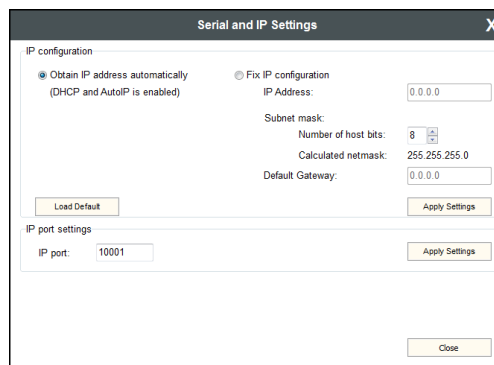 Serial and IP Settings X
IP configuration
Obtain IP address automatically
(DHCP and AutoIP is enabled)
Fix IP configuration
IP Address: 0.0.0.0
Subnet mask:
Number of host bits: 8
Calculated netmask: 255.255.255.0
Default Gateway: 0.0.0.0
Load Default
Apply Settings
IP port settings
IP port: 10001
Apply Settings
Close